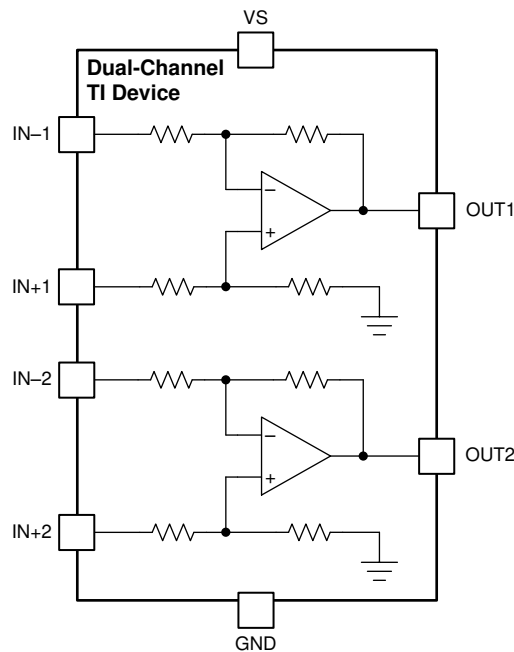 VS
Dual-Channel
TI Device
IN–1
OUT1
IN+1
IN–2
OUT2
IN+2
GND